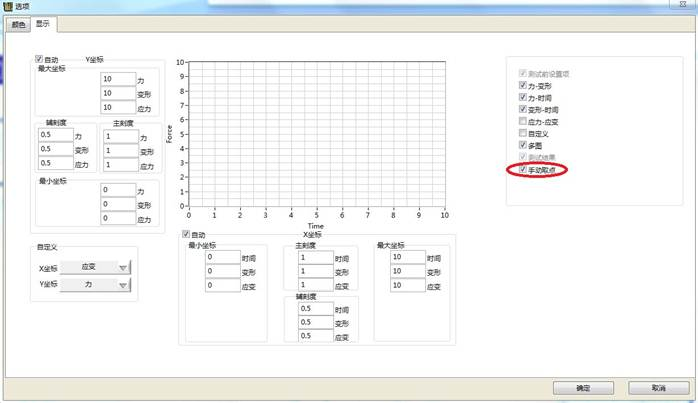 选项
颜色 显示
自动 Y坐标
最大坐标
10 力
10 变形
10 应力
辅刻度 主刻度
0.5 力 1 力
0.5 变形 1 变形
0.5 应力 1 应力
最小坐标
0 力
0 变形
0 应力
自定义
X坐标 应变
Y坐标 力
10
9
8
7
6
5
4
3
2
1
0
Force
0 1 2 3 4 5 6 7 8 9 10
Time
自动 X坐标
最小坐标 主刻度 最大坐标
0 时间 1 时间 10 时间
0 变形 1 变形 10 变形
0 应变 1 应变 10 应变
辅刻度
0.5 时间
0.5 变形
0.5 应变
测试前设置项
力-变形
力-时间
变形-时间
应力-应变
自定义
多图
测试结果
手动取点
确定 取消